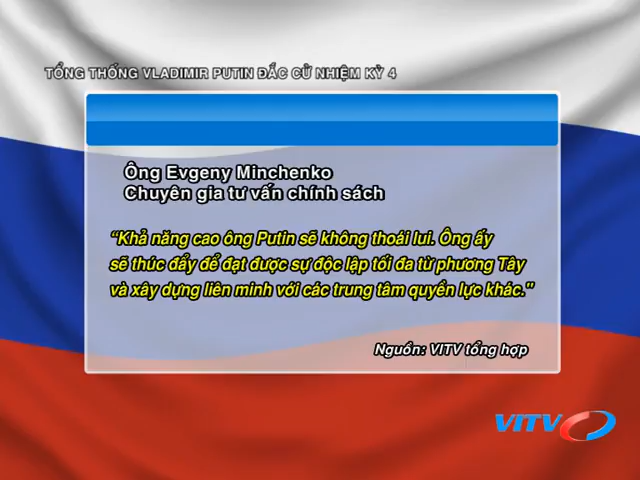 TỔNG THỐNG VLADIMIR PUTIN ĐẮC CỬ NHIỆM KỲ 4
Ông Evgeny Minchenko
Chuyên gia tư vấn chính sách
“Khả năng cao ông Putin sẽ không thoái lui. Ông ấy
sẽ thúc đẩy để đạt được sự độc lập tối đa từ phương Tây
và xây dựng liên minh với các trung tâm quyền lực khác."
Nguồn: VITV tổng hợp
VITV